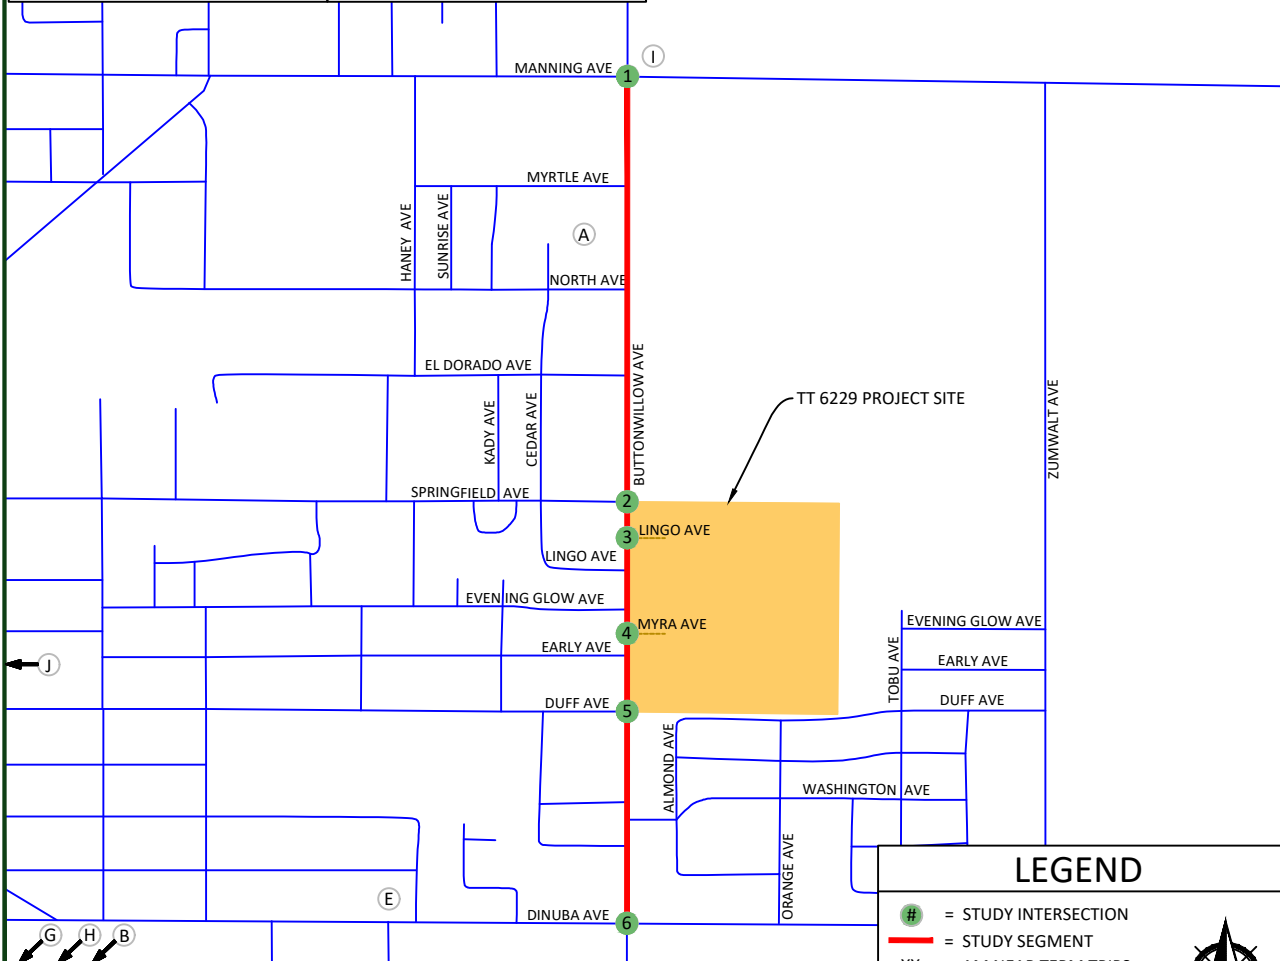 I
MANNING AVE
1
MYRTLE AVE
HANEY AVE
SUNRISE AVE
A
NORTH AVE
BUTTONWILLOW AVE
EL DORADO AVE
TT 6229 PROJECT SITE
ZUMWALT AVE
KADY AVE
CEDAR AVE
SPRINGFIELD AVE
2
LINGO AVE
3
LINGO AVE
EVENING GLOW AVE
MYRA AVE
4
EVENING GLOW AVE
EARLY AVE
TOBU AVE
EARLY AVE
J
DUFF AVE
5
DUFF AVE
ALMOND AVE
WASHINGTON AVE
ORANGE AVE
E
DINUBA AVE
6
G
H
B
LEGEND
# = STUDY INTERSECTION
= STUDY SEGMENT